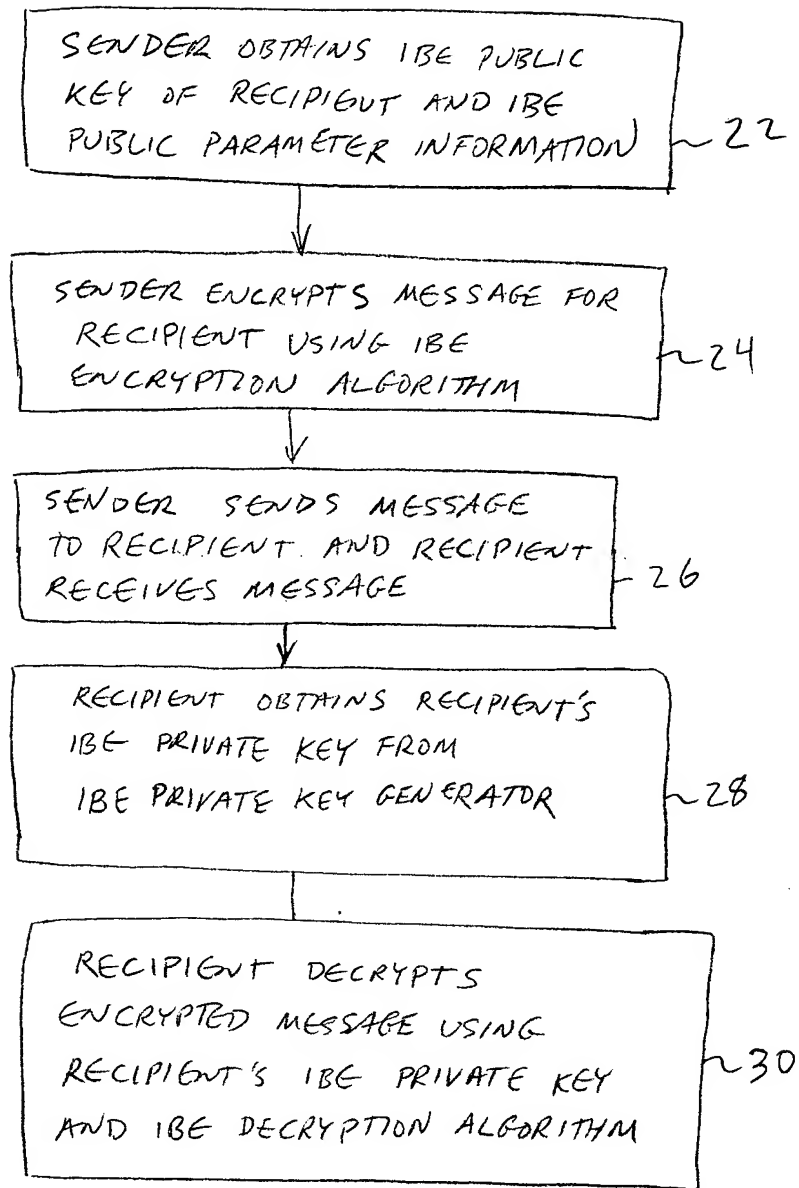 SENDER OBTAINS IBE PUBLIC
KEY OF RECIPIENT AND IBE
PUBLIC PARAMETER INFORMATION
22
SENDER ENCRYPTS MESSAGE FOR
RECIPIENT USING IBE
ENCRYPTION ALGORITHM
24
SENDER SENDS MESSAGE
TO RECIPIENT AND RECIPIENT
RECEIVES MESSAGE
26
RECIPIENT OBTAINS RECIPIENT'S
IBE PRIVATE KEY FROM
IBE PRIVATE KEY GENERATOR
28
RECIPIENT DECRYPTS
ENCRYPTED MESSAGE USING
RECIPIENT'S IBE PRIVATE KEY
AND IBE DECRYPTION ALGORITHM
30